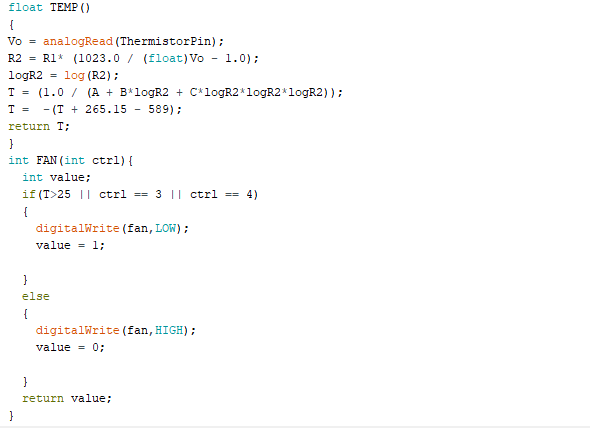 float TEMP()
{
Vo = analogRead(ThermistorPin);
R2 = R1* (1023.0 / (float)Vo - 1.0);
logR2 = log(R2);
T = (1.0 / (A + B*logR2 + C*logR2*logR2*logR2));
T =  -(T + 265.15 - 589);
return T;
}
int FAN(int ctrl){
  int value;
  if(T>25 || ctrl == 3 || ctrl == 4)
  {
    digitalWrite(fan,LOW);
    value = 1;

  }
  else
  {
    digitalWrite(fan,HIGH);
    value = 0;

  }
  return value;
}